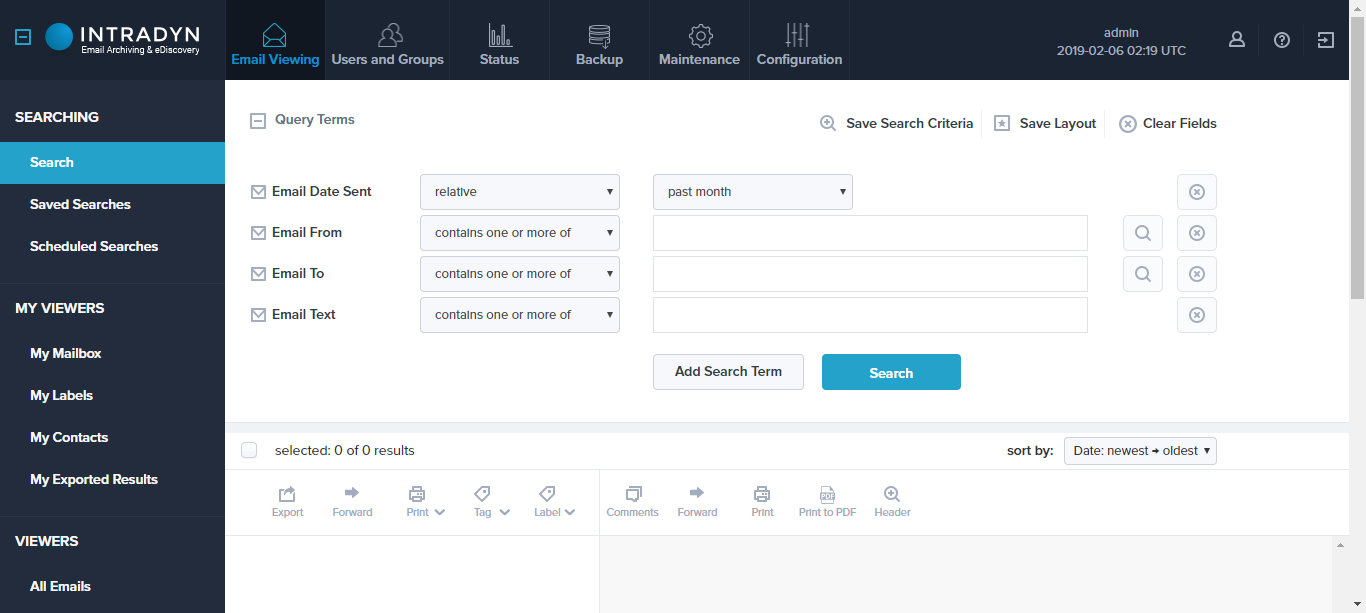 INTRADYN
Email Archiving & eDiscovery
Email Viewing
Users and Groups
Status
Backup
Maintenance
Configuration
admin
2019-02-06 02:19 UTC
SEARCHING
Search
Saved Searches
Scheduled Searches
MY VIEWERS
My Mailbox
My Labels
My Contacts
My Exported Results
VIEWERS
All Emails
Query Terms
Save Search Criteria
Save Layout
Clear Fields
Email Date Sent relative past month
Email From contains one or more of
Email To contains one or more of
Email Text contains one or more of
Add Search Term Search
selected: 0 of 0 results
sort by: Date: newest → oldest
Export Forward Print Tag Label
Comments Forward Print Print to PDF Header
PDF